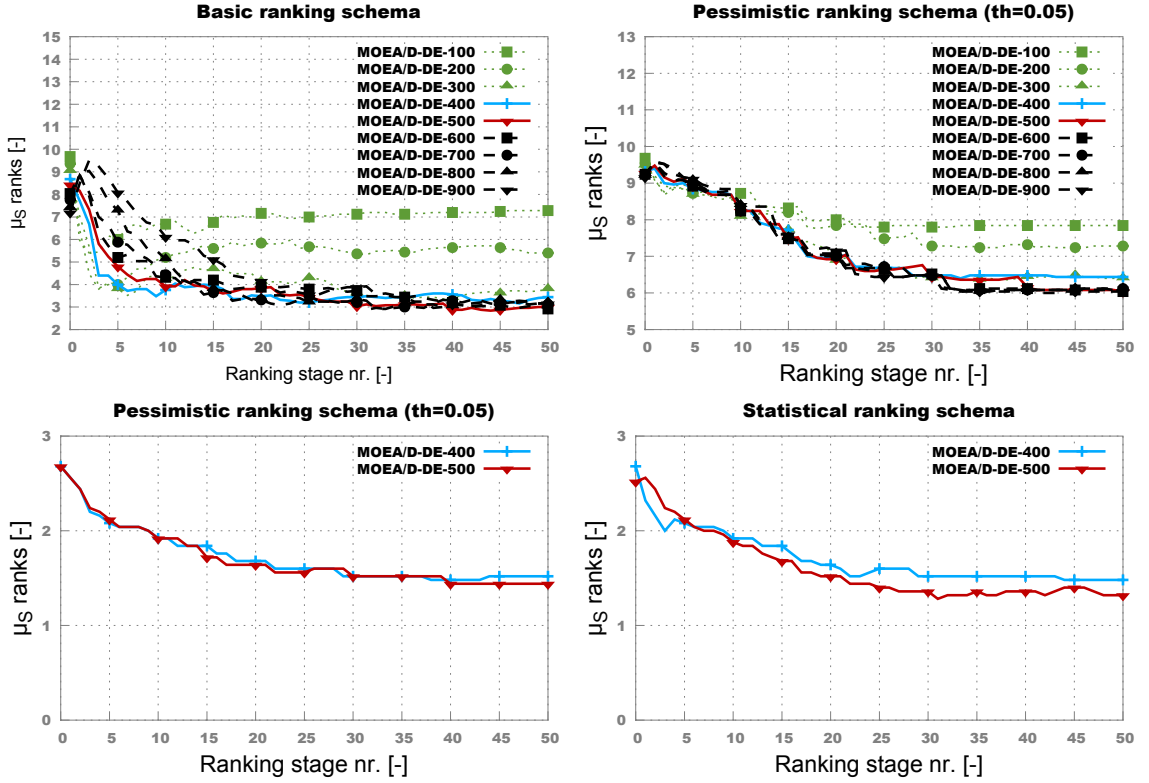 Basic ranking schema
15
14
13
12
11
10
9
8
7
6
5
4
3
2
μS ranks [-]
MOEA/D-DE-100
MOEA/D-DE-200
MOEA/D-DE-300
MOEA/D-DE-400
MOEA/D-DE-500
MOEA/D-DE-600
MOEA/D-DE-700
MOEA/D-DE-800
MOEA/D-DE-900
0 5 10 15 20 25 30 35 40 45 50
Ranking stage nr. [-]
Pessimistic ranking schema (th=0.05)
13
12
11
10
9
8
7
6
5
μS ranks [-]
MOEA/D-DE-100
MOEA/D-DE-200
MOEA/D-DE-300
MOEA/D-DE-400
MOEA/D-DE-500
MOEA/D-DE-600
MOEA/D-DE-700
MOEA/D-DE-800
MOEA/D-DE-900
0 5 10 15 20 25 30 35 40 45 50
Ranking stage nr. [-]
Pessimistic ranking schema (th=0.05)
3
2
1
0
μS ranks [-]
MOEA/D-DE-400
MOEA/D-DE-500
0 5 10 15 20 25 30 35 40 45 50
Ranking stage nr. [-]
Statistical ranking schema
3
2
1
0
μS ranks [-]
MOEA/D-DE-400
MOEA/D-DE-500
0 5 10 15 20 25 30 35 40 45 50
Ranking stage nr. [-]